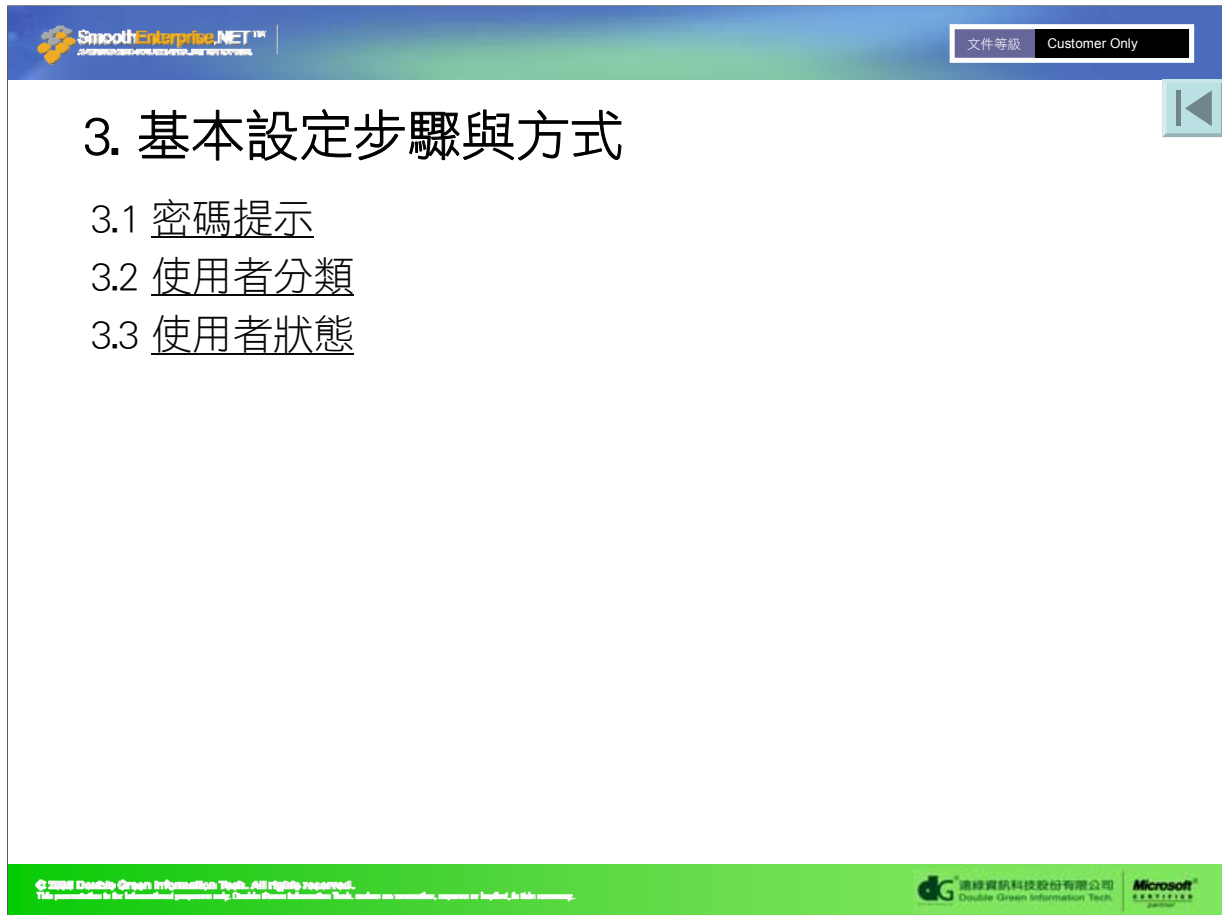 SmoothEnterprise.NET™
文件等級 Customer Only
3. 基本設定步驟與方式
3.1 密碼提示
3.2 使用者分類
3.3 使用者狀態
Double Green Information Tech. All rights reserved.
dG 遠綠資訊科技股份有限公司
Double Green Information Tech.
Microsoft®
CERTIFIED
Partner